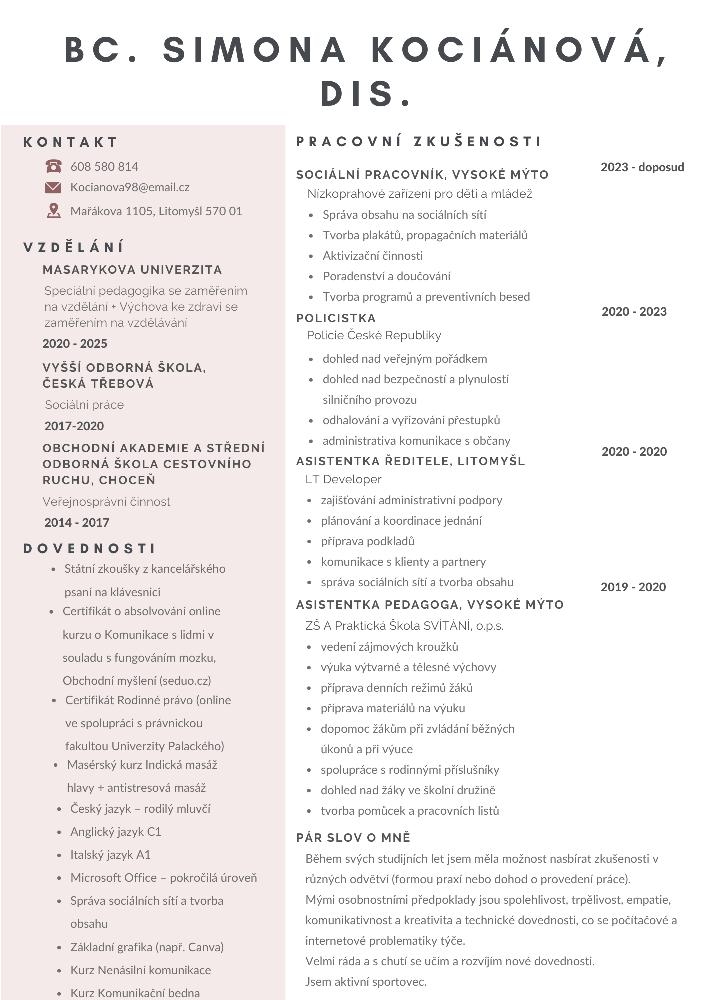 BC. SIMONA KOCIÁNOVÁ,
DIS.
KONTAKT
608 580 814
Kocianova98@email.cz
Mařákova 1105, Litomyšl 570 01
VZDĚLÁNÍ
MASARYKOVA UNIVERZITA
Speciální pedagogika se zaměřením
na vzdělání + Výchova ke zdraví se
zaměřením na vzdělávání
2020 - 2025
VYŠŠÍ ODBORNÁ ŠKOLA,
ČESKÁ TŘEBOVÁ
Sociální práce
2017-2020
OBCHODNÍ AKADEMIE A STŘEDNÍ
ODBORNÁ ŠKOLA CESTOVNÍHO
RUCHU, CHOCEŇ
Veřejnosprávní činnost
2014 - 2017
DOVEDNOSTI
• Státní zkoušky z kancelářského
psaní na klávesnici
• Certifikát o absolvování online
kurzu o Komunikace s lidmi v
souladu s fungováním mozku,
Obchodní myšlení (seduo.cz)
• Certifikát Rodinné právo (online
ve spolupráci s právnickou
fakultou Univerzity Palackého)
• Masérský kurz Indická masáž
hlavy + antistresová masáž
• Český jazyk – rodilý mluvčí
• Anglický jazyk C1
• Italský jazyk A1
• Microsoft Office – pokročilá úroveň
• Správa sociálních sítí a tvorba
obsahu
• Základní grafika (např. Canva)
• Kurz Nenásilní komunikace
• Kurz Komunikační bedna
PRACOVNÍ ZKUŠENOSTI
2023 - doposud
SOCIÁLNÍ PRACOVNÍK, VYSOKÉ MÝTO
Nízkoprahové zařízení pro děti a mládež
• Správa obsahu na sociálních sítí
• Tvorba plakátů, propagačních materiálů
• Aktivizační činnosti
• Poradenství a doučování
• Tvorba programů a preventivních besed
2020 - 2023
POLICISTKA
Policie České Republiky
• dohled nad veřejným pořádkem
• dohled nad bezpečností a plynulostí
silničního provozu
• odhalování a vyřizování přestupků
• administrativa komunikace s občany
2020 - 2020
ASISTENTKA ŘEDITELE, LITOMYŠL
LT Developer
• zajišťování administrativní podpory
• plánování a koordinace jednání
• příprava podkladů
• komunikace s klienty a partnery
• správa sociálních sítí a tvorba obsahu
2019 - 2020
ASISTENTKA PEDAGOGA, VYSOKÉ MÝTO
ZŠ A Praktická Škola SVÍTÁNÍ, o.p.s.
• vedení zájmových kroužků
• výuka výtvarné a tělesné výchovy
• příprava denních režimů žáků
• příprava materiálů na výuku
• dopomoc žákům při zvládání běžných
úkonů a při výuce
• spolupráce s rodinnými příslušníky
• dohled nad žáky ve školní družině
• tvorba pomůcek a pracovních listů
PÁR SLOV O MNĚ
Během svých studijních let jsem měla možnost nasbírat zkušenosti v
různých odvětví (formou praxí nebo dohod o provedení práce).
Mými osobnostními předpoklady jsou spolehlivost, trpělivost, empatie,
komunikativnost a kreativita a technické dovednosti, co se počítačové a
internetové problematiky týče.
Velmi ráda a s chutí se učím a rozvíjím nové dovednosti.
Jsem aktivní sportovec.